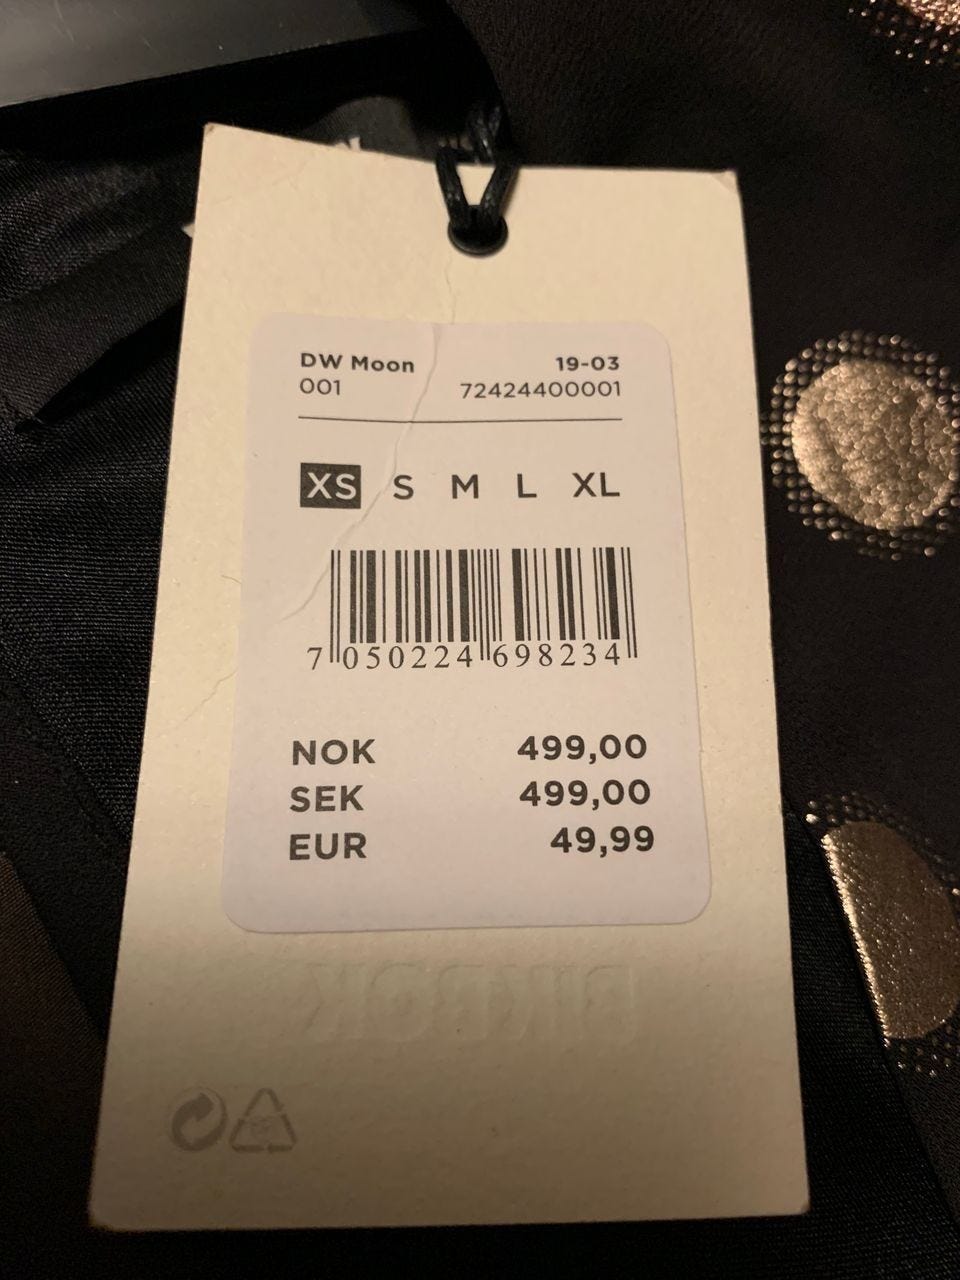 DW Moon 19-03
001 72424400001
XS S M L XL
7 050224 698234
NOK 499,00
SEK 499,00
EUR 49,99
BIKBOK